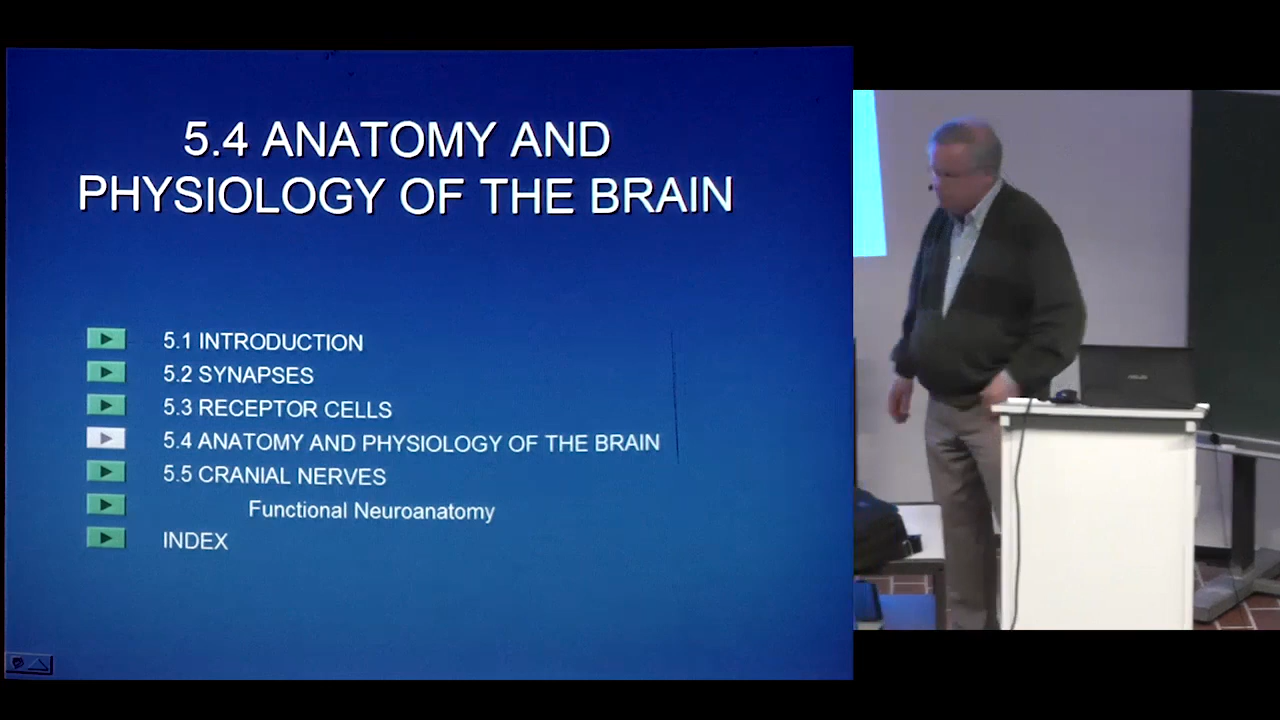 5.4 ANATOMY AND
PHYSIOLOGY OF THE BRAIN
5.1 INTRODUCTION
5.2 SYNAPSES
5.3 RECEPTOR CELLS
5.4 ANATOMY AND PHYSIOLOGY OF THE BRAIN
5.5 CRANIAL NERVES
Functional Neuroanatomy
INDEX
ASUS